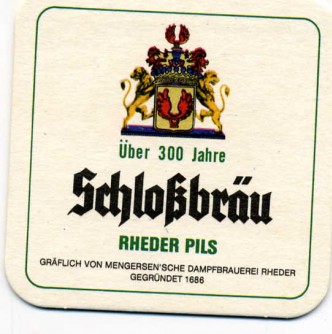 Über 300 Jahre
Schloßbräu
RHEDER PILS
GRÄFLICH VON MENGERSEN'SCHE DAMPFBRAUEREI RHEDER
GEGRÜNDET 1686